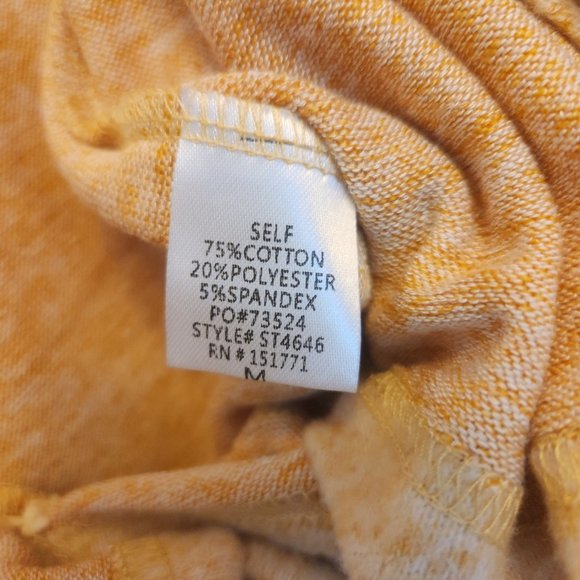 SELF
75%COTTON
20%POLYESTER
5%SPANDEX
PO#73524
STYLE# ST4646
RN # 151771
M